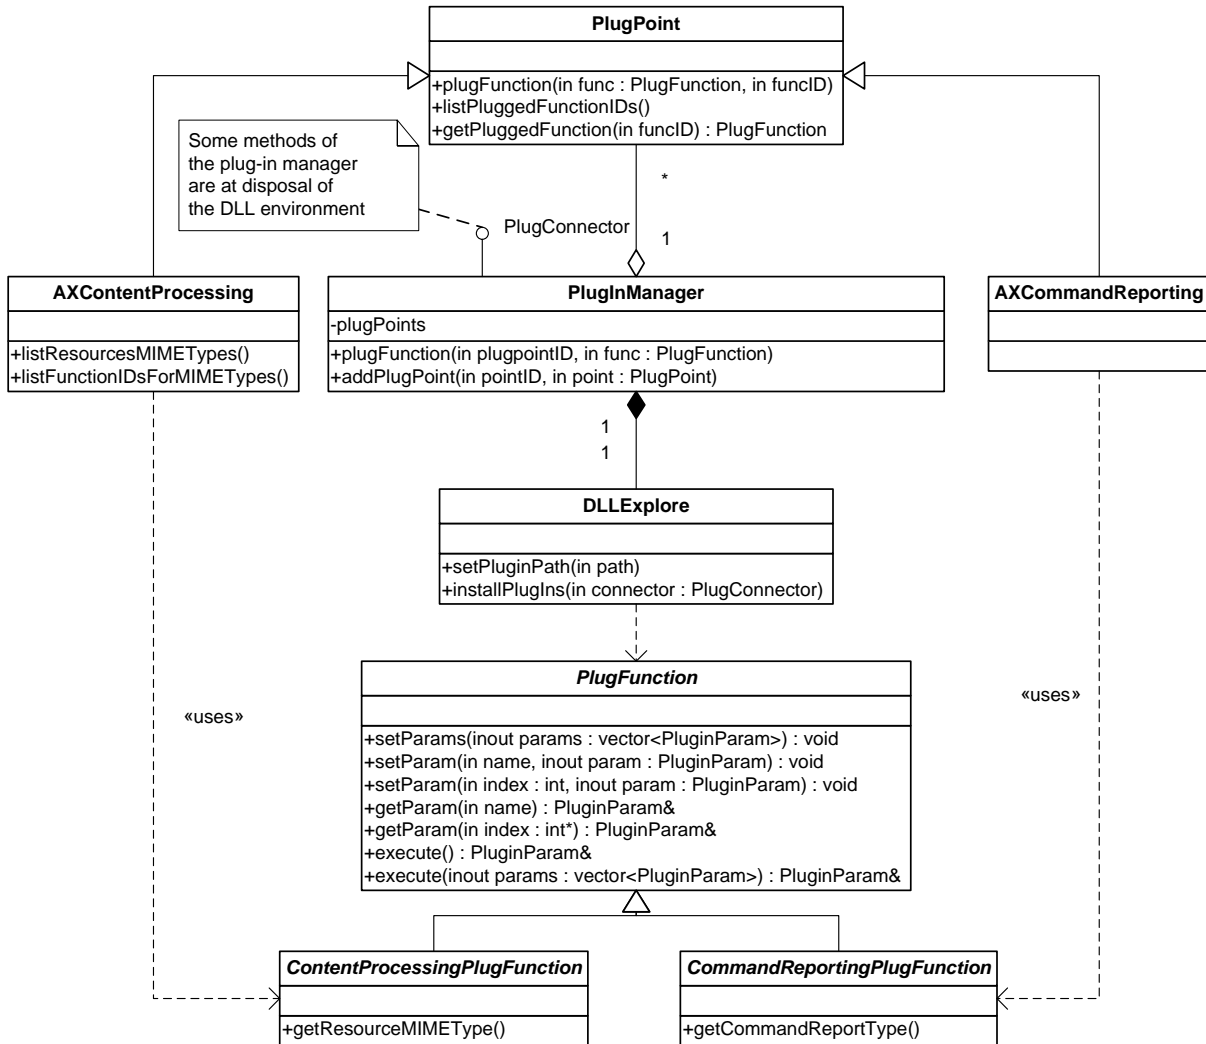 PlugPoint
+plugFunction(in func : PlugFunction, in funcID)
+listPluggedFunctionIDs()
+getPluggedFunction(in funcID) : PlugFunction
Some methods of
the plug-in manager
are at disposal of
the DLL environment
*
PlugConnector
1
AXContentProcessing
+listResourcesMIMETypes()
+listFunctionIDsForMIMETypes()
PlugInManager
-plugPoints
+plugFunction(in plugpointID, in func : PlugFunction)
+addPlugPoint(in pointID, in point : PlugPoint)
AXCommandReporting
1
1
DLLExplore
+setPluginPath(in path)
+installPlugIns(in connector : PlugConnector)
«uses»
PlugFunction
+setParams(inout params : vector<PluginParam>) : void
+setParam(in name, inout param : PluginParam) : void
+setParam(in index : int, inout param : PluginParam) : void
+getParam(in name) : PluginParam&
+getParam(in index : int*) : PluginParam&
+execute() : PluginParam&
+execute(inout params : vector<PluginParam>) : PluginParam&
«uses»
ContentProcessingPlugFunction
+getResourceMIMEType()
CommandReportingPlugFunction
+getCommandReportType()